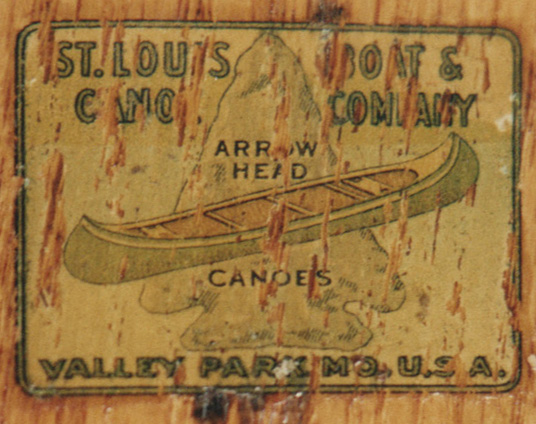 ST. LOUIS BOAT &
CANOE COMPANY
ARROW
HEAD
CANOES
VALLEY PARK MO., U.S.A.